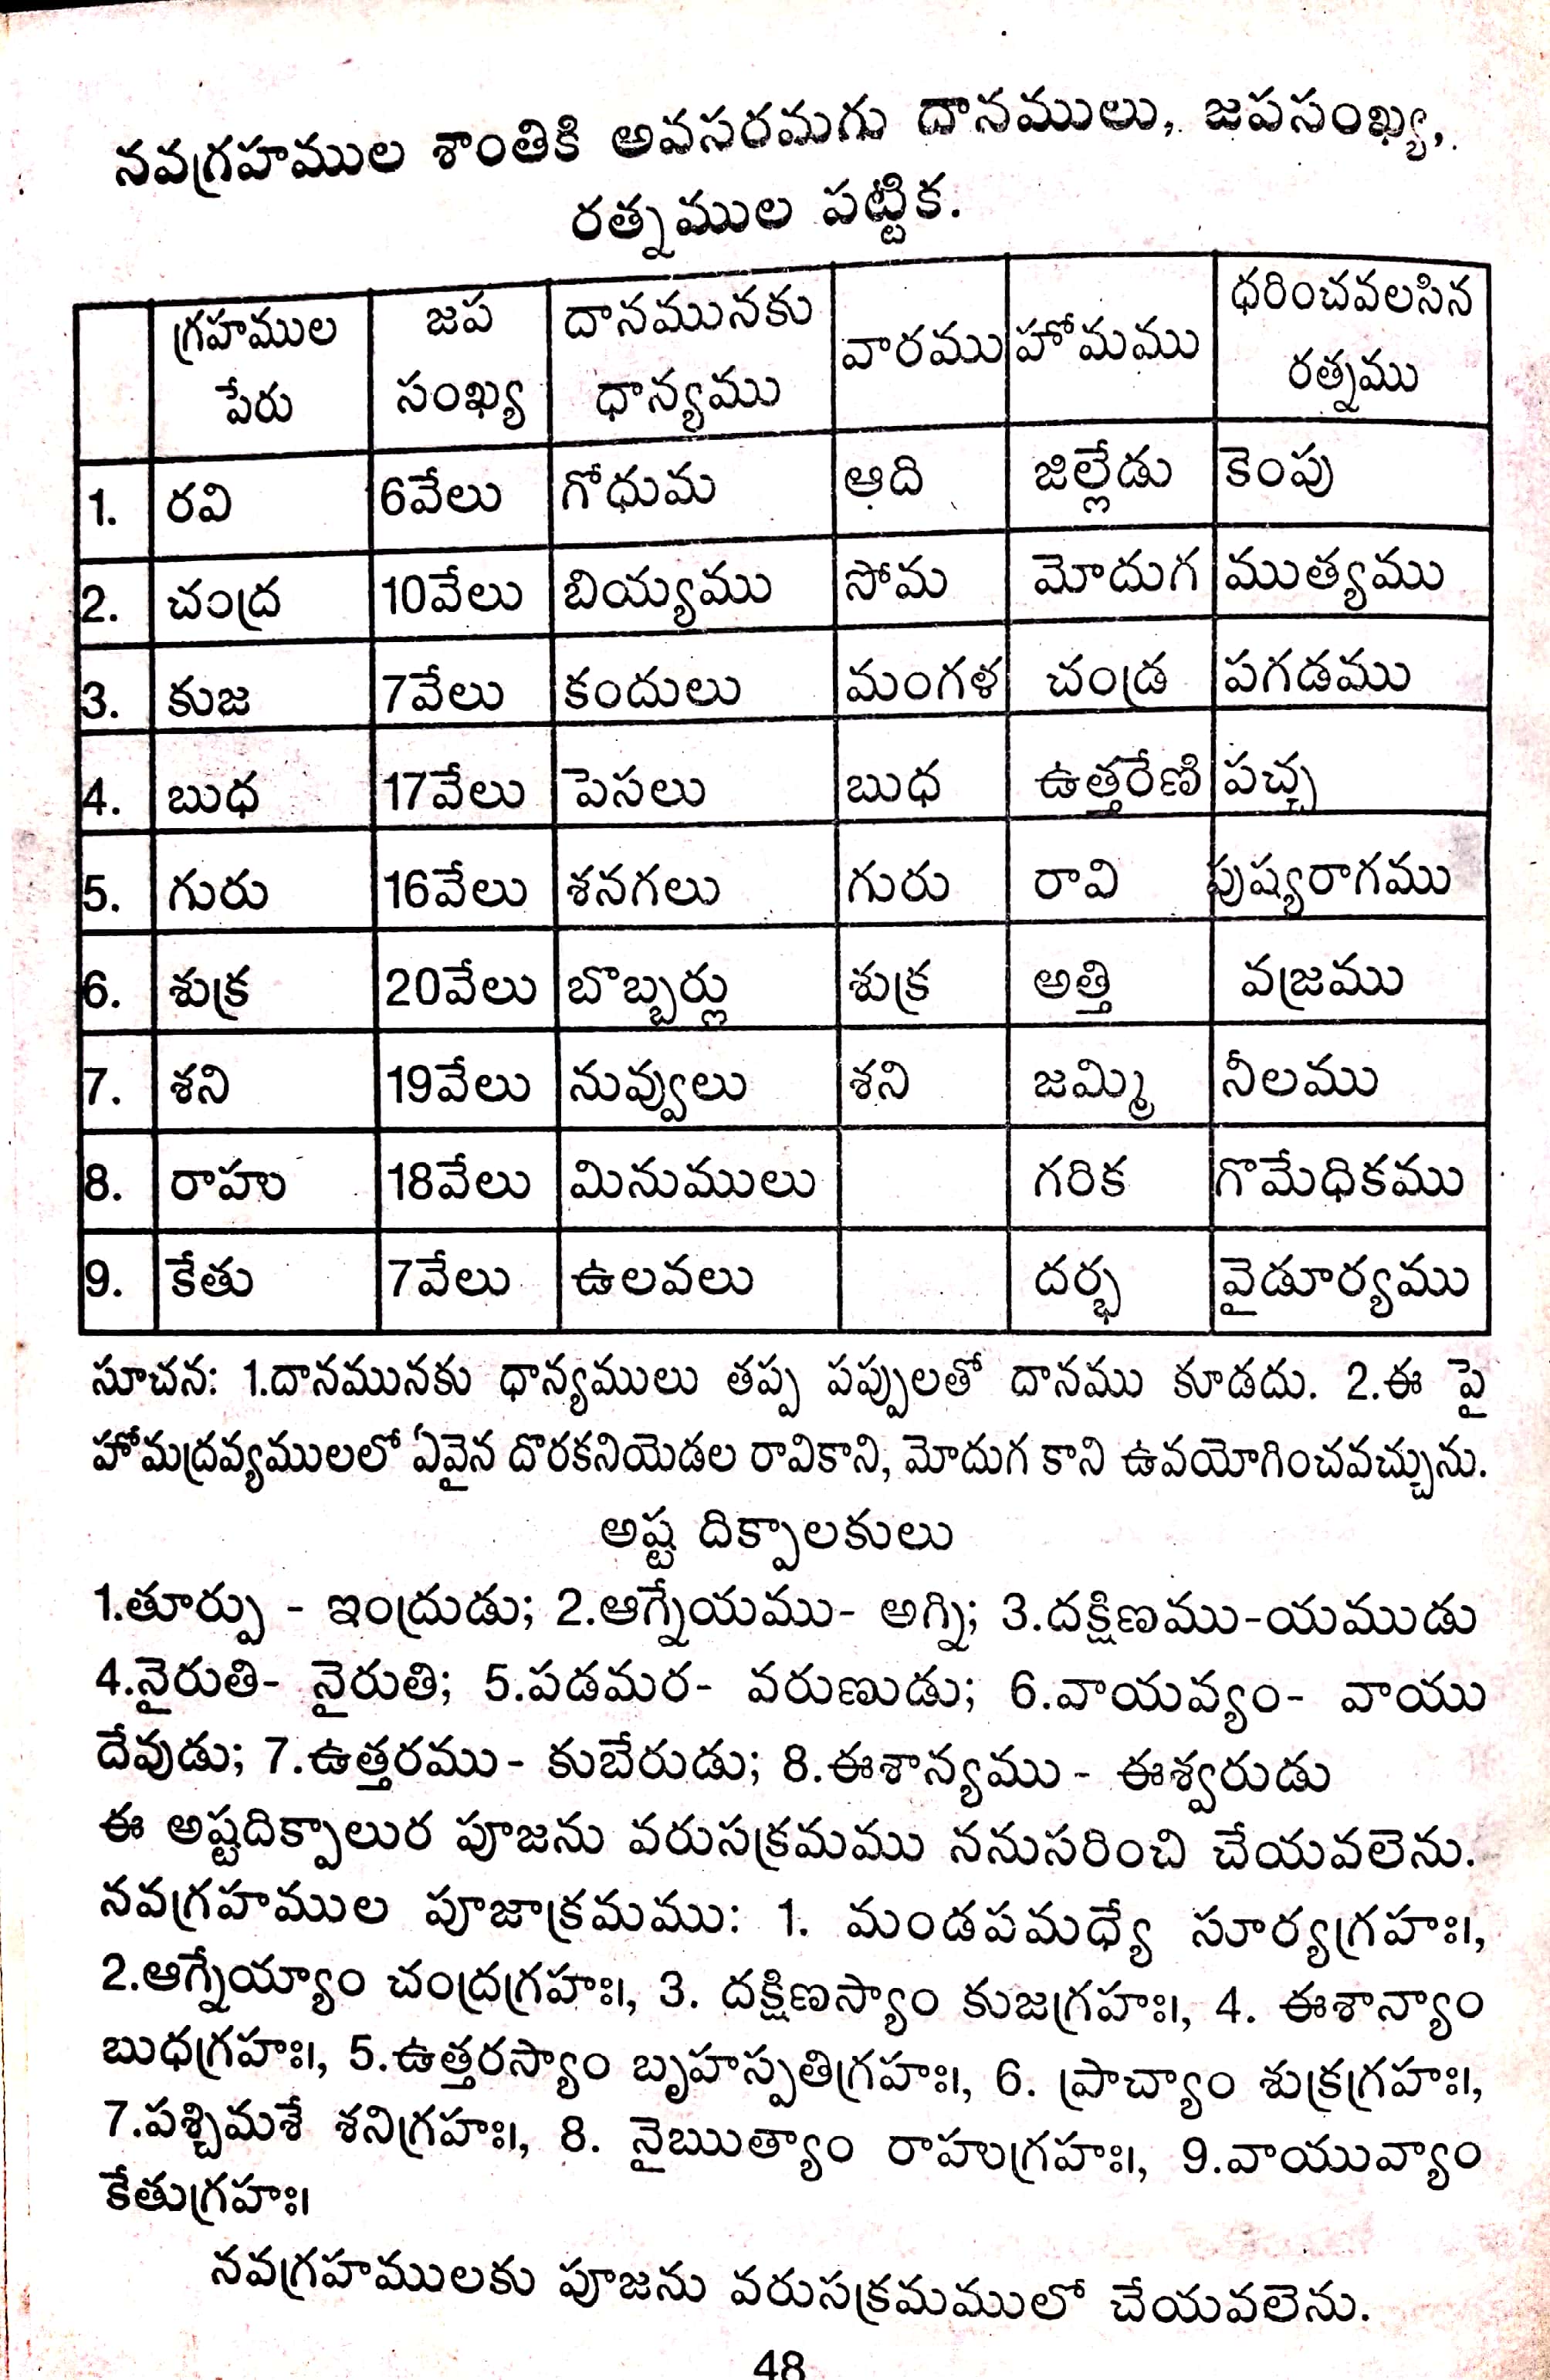 నవగ్రహముల శాంతికి అవసరమగు దానములు, జపసంఖ్య,
రత్నముల పట్టిక.
గ్రహముల పేరు | జప సంఖ్య | దానమునకు ధాన్యము | వారము | హోమము | ధరించవలసిన రత్నము
1. రవి 6వేలు గోధుమ ఆది జిల్లేడు కెంపు
2. చంద్ర 10వేలు బియ్యము సోమ మోదుగ ముత్యము
3. కుజ 7వేలు కందులు మంగళ చండ్ర పగడము
4. బుధ 17వేలు పెసలు బుధ ఉత్తరేణి పచ్చ
5. గురు 16వేలు శనగలు గురు రావి పుష్యరాగము
6. శుక్ర 20వేలు బొబ్బర్లు శుక్ర అత్తి వజ్రము
7. శని 19వేలు నువ్వులు శని జమ్మి నీలము
8. రాహు 18వేలు మినుములు గరిక గొమేధికము
9. కేతు 7వేలు ఉలవలు దర్భ వైడూర్యము
సూచన: 1.దానమునకు ధాన్యములు తప్ప పప్పులతో దానము కూడదు. 2.ఈ పై
హోమద్రవ్యములలో ఏవైన దొరకనియెడల రావికాని, మోదుగ కాని ఉవయోగించవచ్చును.
అష్ట దిక్పాలకులు
1.తూర్పు - ఇంద్రుడు; 2.ఆగ్నేయము- అగ్ని; 3.దక్షిణము-యముడు
4.నైరుతి- నైరుతి; 5.పడమర- వరుణుడు; 6.వాయవ్యం- వాయు
దేవుడు; 7.ఉత్తరము- కుబేరుడు; 8.ఈశాన్యము - ఈశ్వరుడు
ఈ అష్టదిక్పాలుర పూజను వరుసక్రమము ననుసరించి చేయవలెను.
నవగ్రహముల పూజాక్రమము: 1. మండపమధ్యే సూర్యగ్రహః।,
2.ఆగ్నేయ్యాం చంద్రగ్రహః।, 3. దక్షిణస్యాం కుజగ్రహః।, 4. ఈశాన్యాం
బుధగ్రహః।, 5.ఉత్తరస్యాం బృహస్పతిగ్రహః।, 6. ప్రాచ్యాం శుక్రగ్రహః।,
7.పశ్చిమశే శనిగ్రహః।, 8. నైఋత్యాం రాహుగ్రహః।, 9.వాయువ్యాం
కేతుగ్రహః।
నవగ్రహములకు పూజను వరుసక్రమములో చేయవలెను.
48